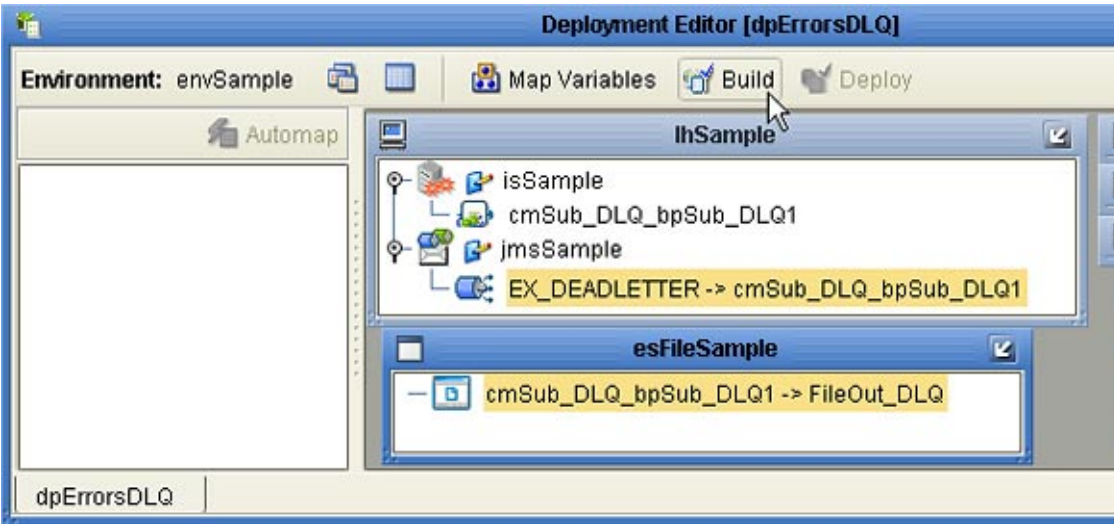 Deployment Editor [dpErrorsDLQ]
Environment: envSample Map Variables Build Deploy
Automap
lhSample
isSample
cmSub_DLQ_bpSub_DLQ1
jmsSample
EX_DEADLETTER -> cmSub_DLQ_bpSub_DLQ1
esFileSample
cmSub_DLQ_bpSub_DLQ1 -> FileOut_DLQ
dpErrorsDLQ